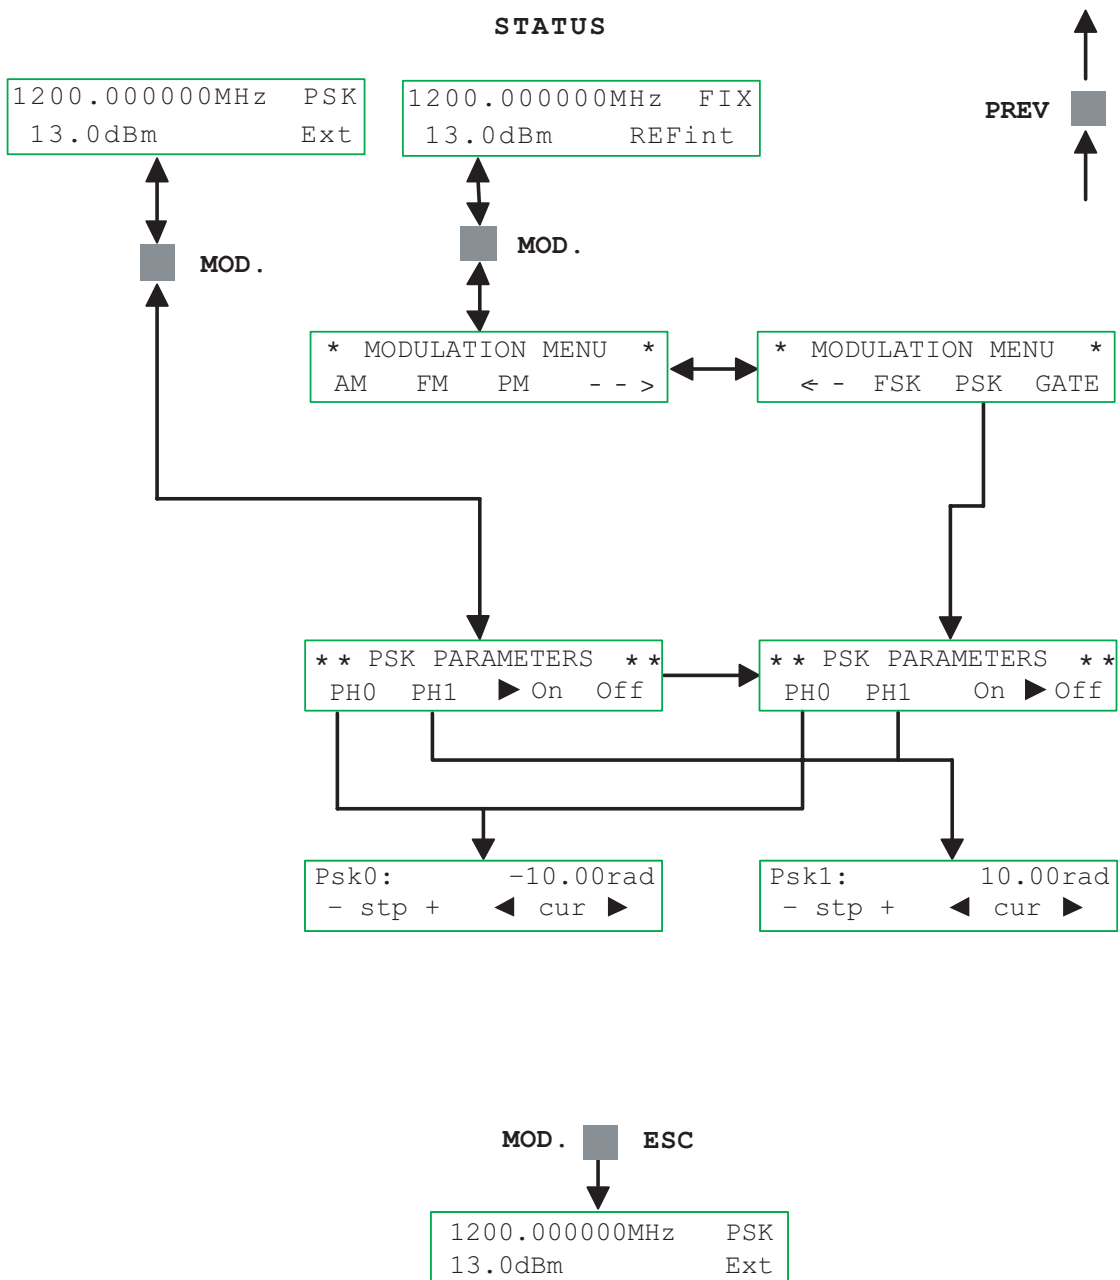 STATUS
1200.000000MHz PSK
13.0dBm Ext
1200.000000MHz FIX
13.0dBm REFint
PREV
MOD.
MOD.
* MODULATION MENU *
AM FM PM -->
* MODULATION MENU *
<- FSK PSK GATE
** PSK PARAMETERS **
PH0 PH1 ▶On Off
** PSK PARAMETERS **
PH0 PH1 On ▶Off
Psk0: -10.00rad
- stp + ◀ cur ▶
Psk1: 10.00rad
- stp + ◀ cur ▶
MOD. ESC
1200.000000MHz PSK
13.0dBm Ext